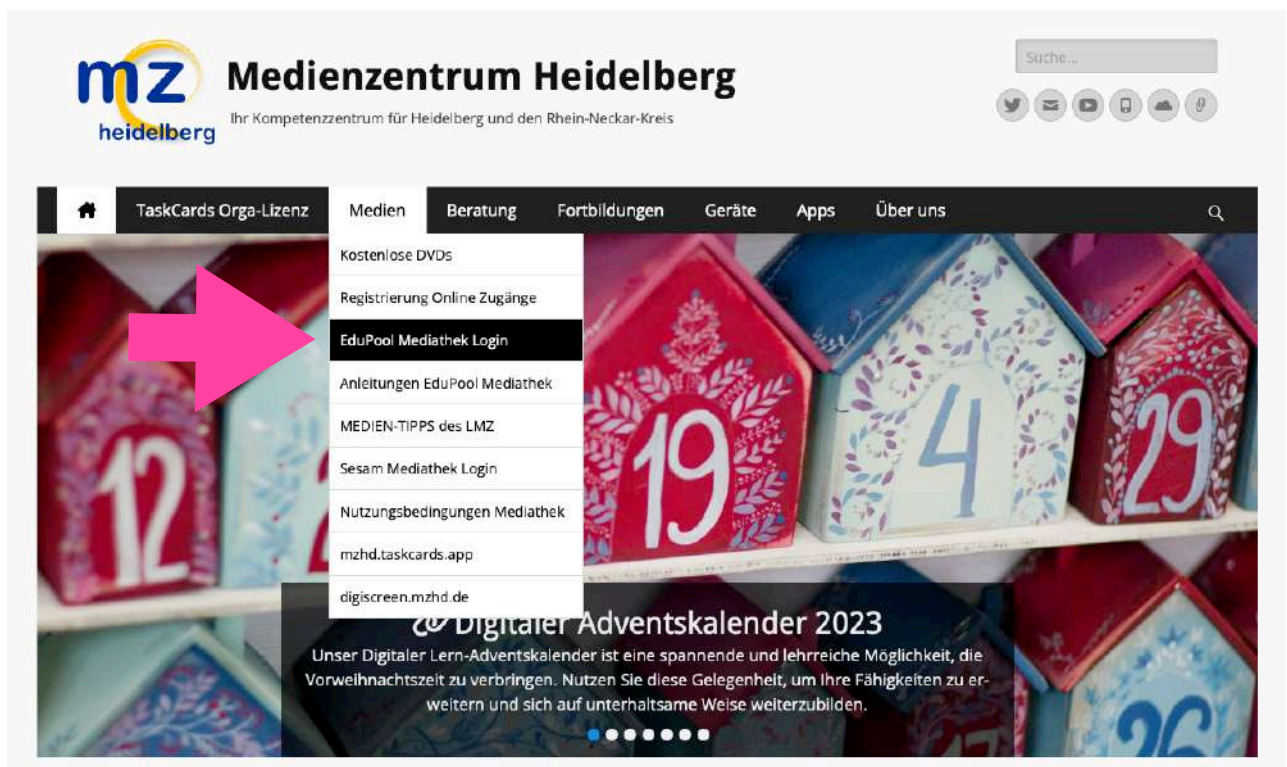 mz
heidelberg
Medienzentrum Heidelberg
Ihr Kompetenzzentrum für Heidelberg und den Rhein-Neckar-Kreis
Suche...
TaskCards Orga-Lizenz Medien Beratung Fortbildungen Geräte Apps Über uns
Kostenlose DVDs
Registrierung Online Zugänge
EduPool Mediathek Login
Anleitungen EduPool Mediathek
MEDIEN-TIPPS des LMZ
Sesam Mediathek Login
Nutzungsbedingungen Mediathek
mzhd.taskcards.app
digiscreen.mzhd.de
12
19
4
29
Digitaler Adventskalender 2023
Unser Digitaler Lern-Adventskalender ist eine spannende und lehrreiche Möglichkeit, die
Vorweihnachtszeit zu verbringen. Nutzen Sie diese Gelegenheit, um Ihre Fähigkeiten zu er-
weitern und sich auf unterhaltsame Weise weiterzubilden.
17
26